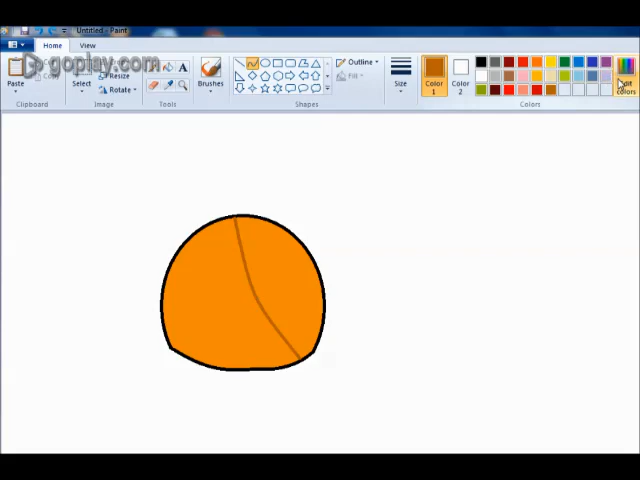 Untitled - Paint
Home View
goplay.com
Paste
Select
Resize
Rotate
Brushes
Outline
Fill
Size
Color 1
Color 2
Edit colors
Clipboard Image Tools Shapes Colors